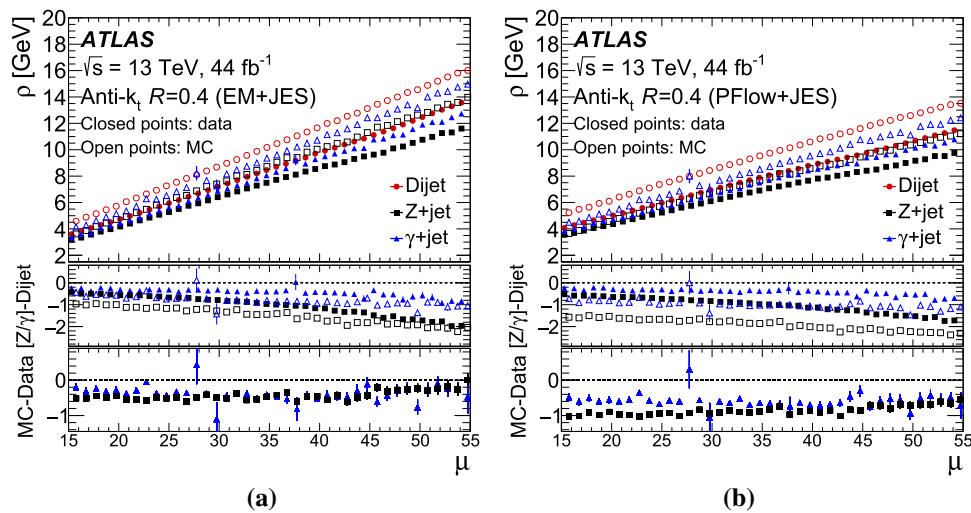 ρ [GeV]
20
18
16
14
12
10
8
6
4
2
ATLAS
√s = 13 TeV, 44 fb⁻¹
Anti-kt R=0.4 (EM+JES)
Closed points: data
Open points: MC
Dijet
Z+jet
γ+jet
[Z/γ]-Dijet
0
−1
−2
MC-Data
0
−1
15 20 25 30 35 40 45 50 55
μ
(a)
ρ [GeV]
20
18
16
14
12
10
8
6
4
2
ATLAS
√s = 13 TeV, 44 fb⁻¹
Anti-kt R=0.4 (PFlow+JES)
Closed points: data
Open points: MC
Dijet
Z+jet
γ+jet
[Z/γ]-Dijet
0
−1
−2
MC-Data
0
−1
15 20 25 30 35 40 45 50 55
μ
(b)